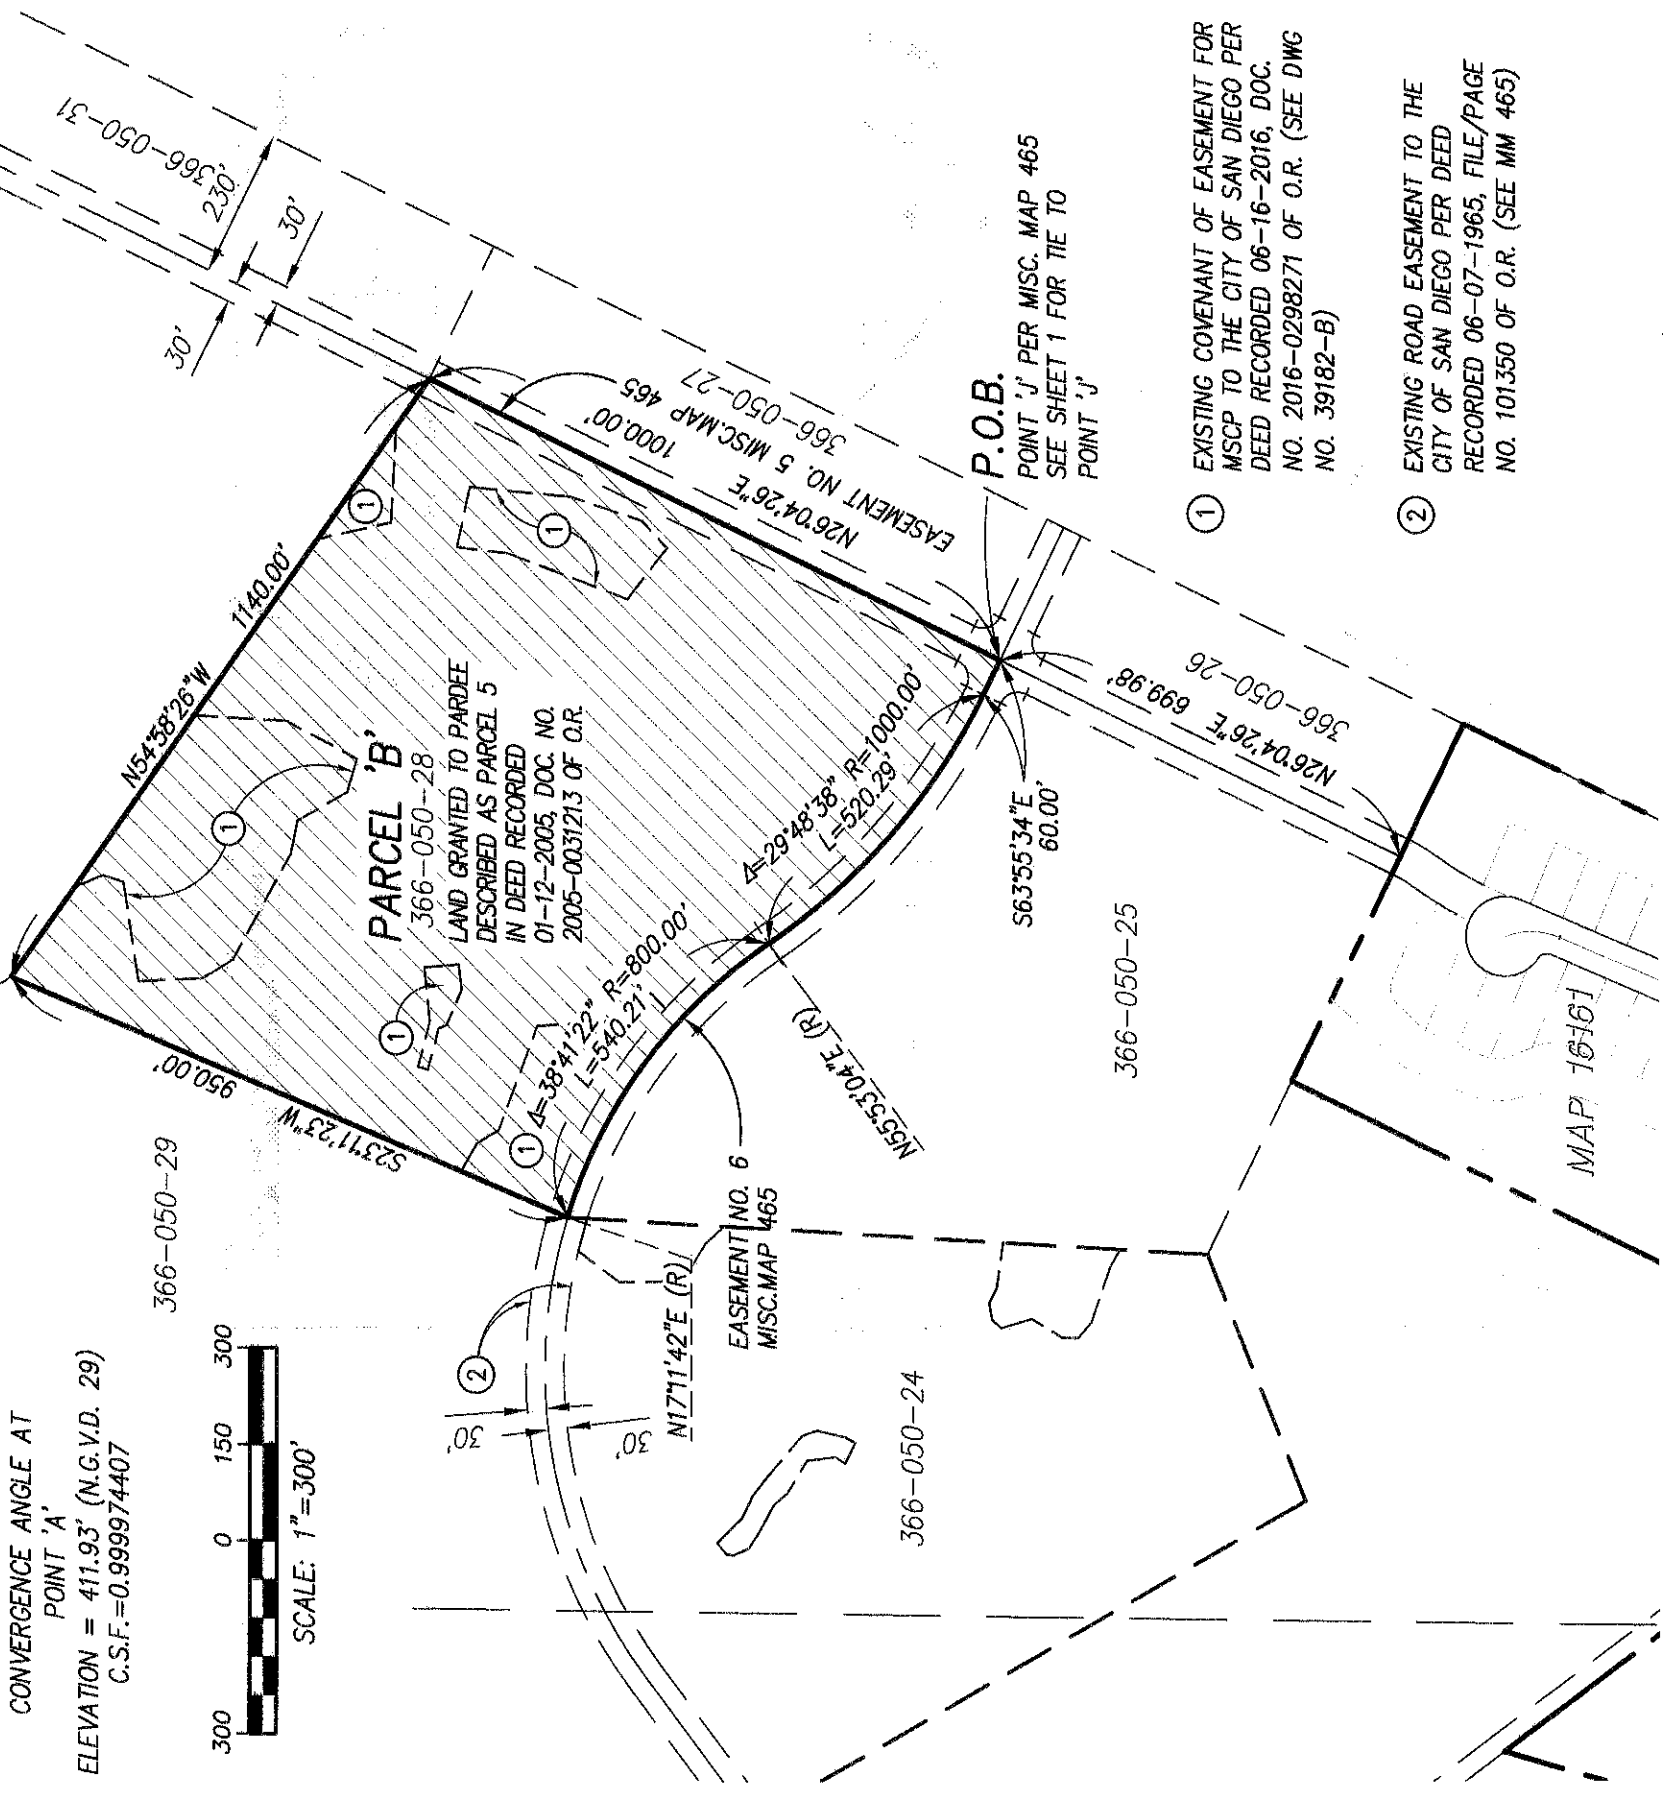 CONVERGENCE ANGLE AT
POINT 'A'
ELEVATION = 411.93' (N.G.V.D. 29)
C.S.F.=0.999974407
300 150 0 300
SCALE: 1"=300'
366-050-29
S23°11'23"W
950.00'
N54°58'26"W
1140.00'
PARCEL 'B'
366-050-28
LAND GRANTED TO PARDEE
DESCRIBED AS PARCEL 5
IN DEED RECORDED
01-12-2005, DOC. NO.
2005-0031213 OF O.R.
1
1
1
1
1
Δ=38°41'22" R=800.00'
L=540.21'
Δ=29°48'38" R=1000.00'
L=520.29'
2
30'
30'
N17°11'42"E (R)
EASEMENT NO. 6
MISC.MAP 465
N55°53'04"E (R)
366-050-24
366-050-25
S63°55'34"E
60.00'
366-050-31
230'
30'
30'
N26°04'26"E 1000.00'
EASEMENT NO. 5 MISC.MAP 465
366-050-27
N26°04'26"E 699.98'
366-050-26
MAP 16161
P.O.B.
POINT 'J' PER MISC. MAP 465
SEE SHEET 1 FOR TIE TO
POINT 'J'
1 EXISTING COVENANT OF EASEMENT FOR
MSCP TO THE CITY OF SAN DIEGO PER
DEED RECORDED 06-16-2016, DOC.
NO. 2016-0298271 OF O.R. (SEE DWG
NO. 39182-B)
2 EXISTING ROAD EASEMENT TO THE
CITY OF SAN DIEGO PER DEED
RECORDED 06-07-1965, FILE/PAGE
NO. 101350 OF O.R. (SEE MM 465)